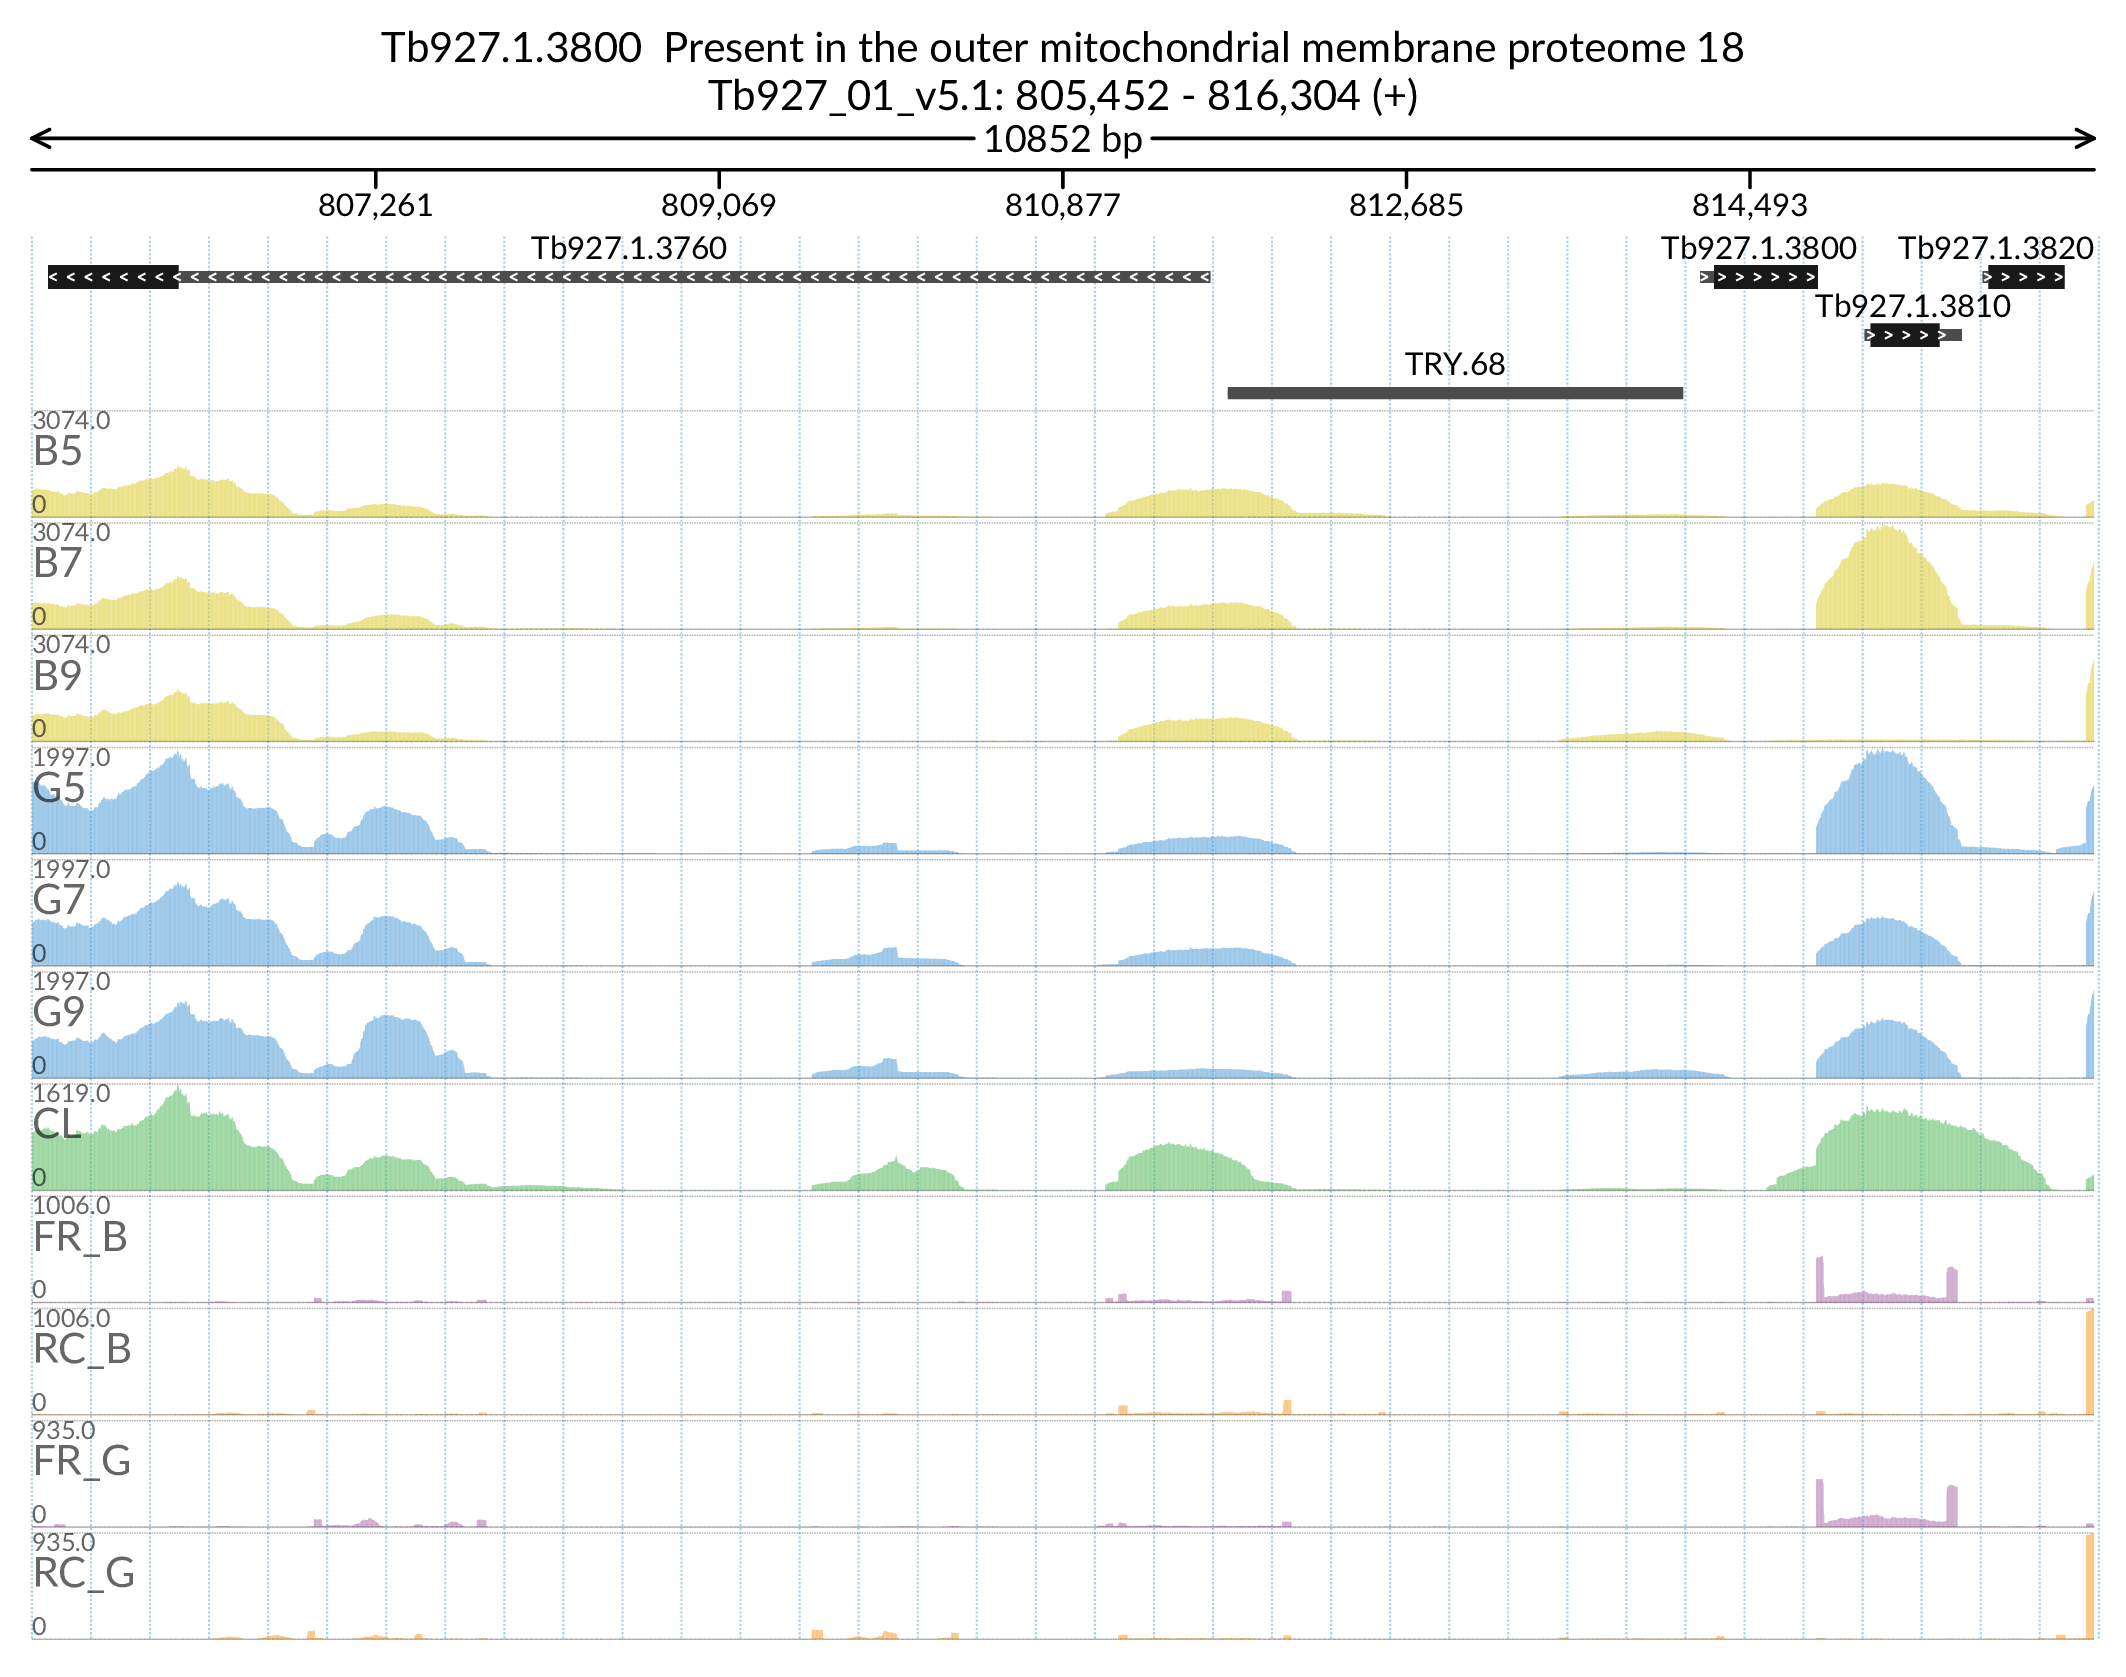 Tb927.1.3800  Present in the outer mitochondrial membrane proteome 18
Tb927_01_v5.1: 805,452 - 816,304 (+)
10852 bp
807,261 809,069 810,877 812,685 814,493
Tb927.1.3760 Tb927.1.3800 Tb927.1.3820
Tb927.1.3810
TRY.68
3074.0
B5
0
3074.0
B7
0
3074.0
B9
0
1997.0
G5
0
1997.0
G7
0
1997.0
G9
0
1619.0
CL
0
1006.0
FR_B
0
1006.0
RC_B
0
935.0
FR_G
0
935.0
RC_G
0